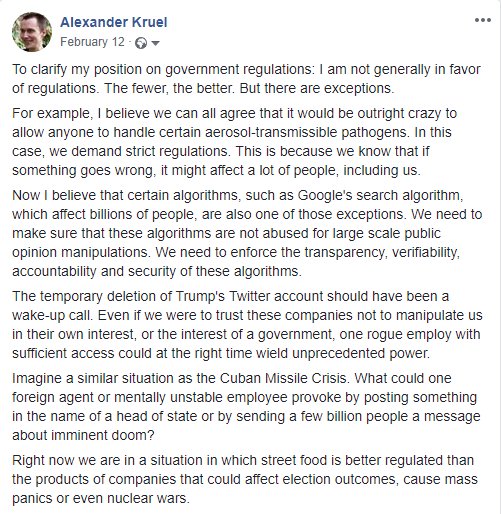 Alexander Kruel
February 12 ·
To clarify my position on government regulations: I am not generally in favor
of regulations. The fewer, the better. But there are exceptions.
For example, I believe we can all agree that it would be outright crazy to
allow anyone to handle certain aerosol-transmissible pathogens. In this
case, we demand strict regulations. This is because we know that if
something goes wrong, it might affect a lot of people, including us.
Now I believe that certain algorithms, such as Google's search algorithm,
which affect billions of people, are also one of those exceptions. We need to
make sure that these algorithms are not abused for large scale public
opinion manipulations. We need to enforce the transparency, verifiability,
accountability and security of these algorithms.
The temporary deletion of Trump's Twitter account should have been a
wake-up call. Even if we were to trust these companies not to manipulate us
in their own interest, or the interest of a government, one rogue employ with
sufficient access could at the right time wield unprecedented power.
Imagine a similar situation as the Cuban Missile Crisis. What could one
foreign agent or mentally unstable employee provoke by posting something
in the name of a head of state or by sending a few billion people a message
about imminent doom?
Right now we are in a situation in which street food is better regulated than
the products of companies that could affect election outcomes, cause mass
panics or even nuclear wars.